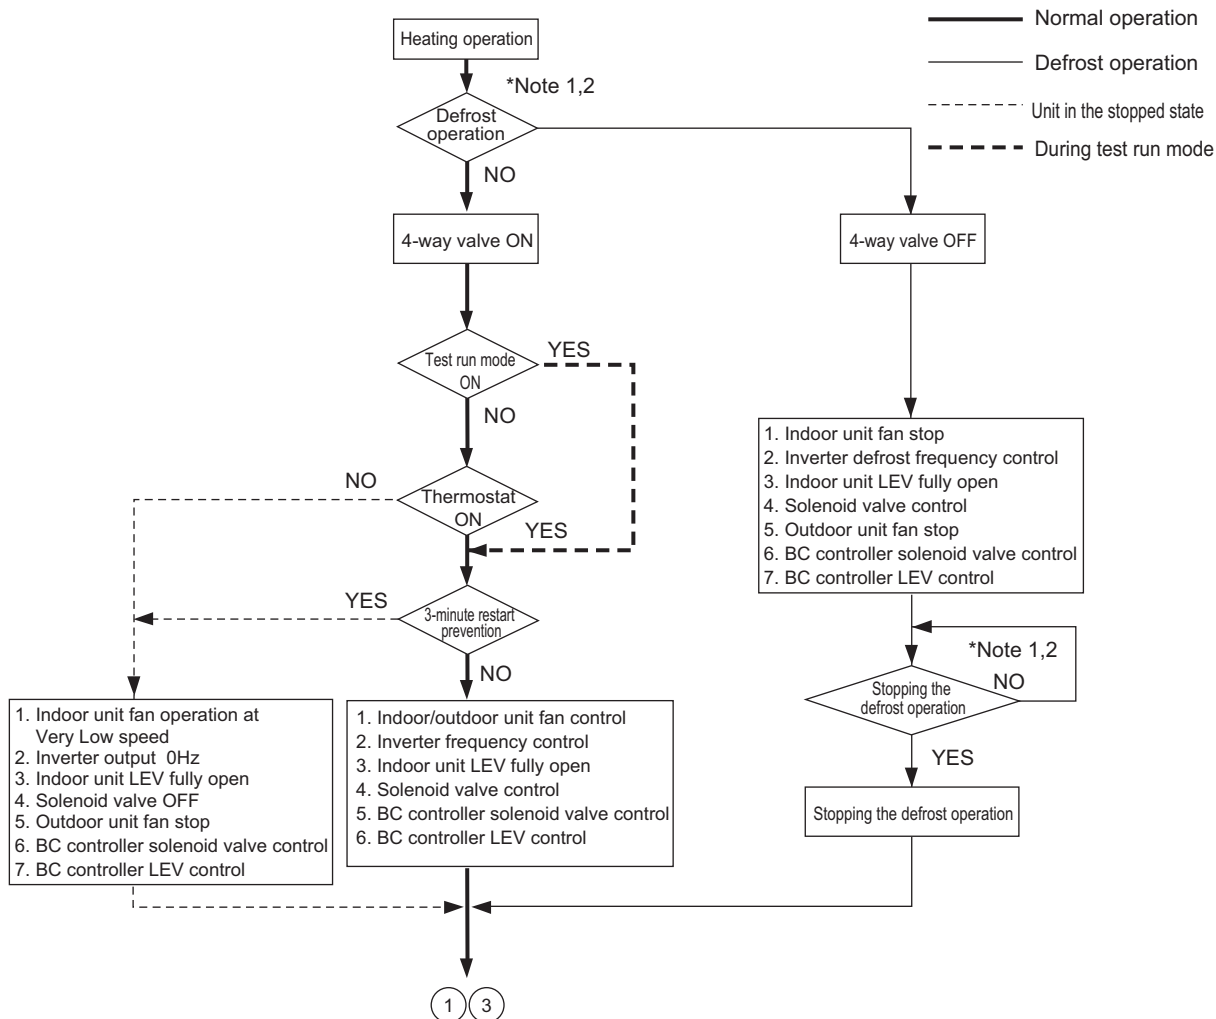 Normal operation
Defrost operation
Unit in the stopped state
During test run mode
Heating operation
*Note 1,2
Defrost
operation
NO
4-way valve ON
4-way valve OFF
Test run mode
ON
YES
NO
Thermostat
ON
NO
YES
3-minute restart
prevention
YES
NO
1. Indoor unit fan stop
2. Inverter defrost frequency control
3. Indoor unit LEV fully open
4. Solenoid valve control
5. Outdoor unit fan stop
6. BC controller solenoid valve control
7. BC controller LEV control
*Note 1,2
Stopping the
defrost operation
NO
YES
Stopping the defrost operation
1. Indoor unit fan operation at
Very Low speed
2. Inverter output 0Hz
3. Indoor unit LEV fully open
4. Solenoid valve OFF
5. Outdoor unit fan stop
6. BC controller solenoid valve control
7. BC controller LEV control
1. Indoor/outdoor unit fan control
2. Inverter frequency control
3. Indoor unit LEV fully open
4. Solenoid valve control
5. BC controller solenoid valve control
6. BC controller LEV control
1 3